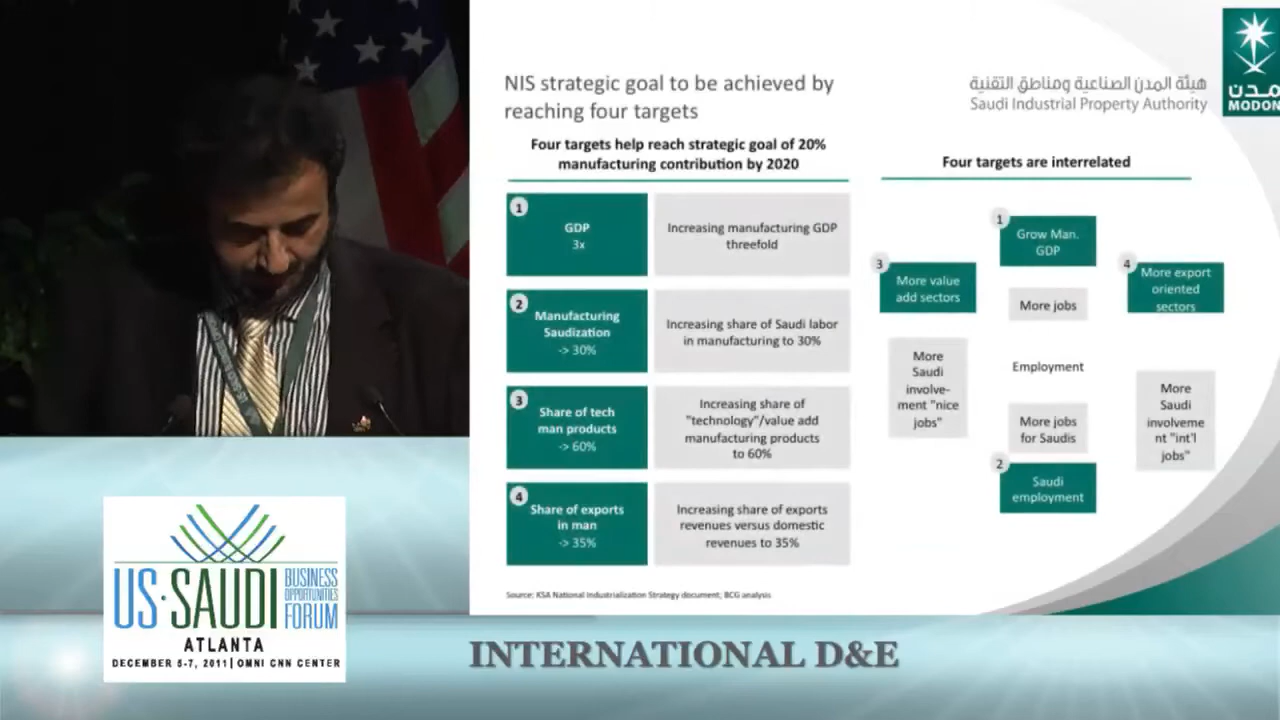 NIS strategic goal to be achieved by
reaching four targets
هيئة المدن الصناعية ومناطق التقنية
Saudi Industrial Property Authority
مدن
MODON
Four targets help reach strategic goal of 20%
manufacturing contribution by 2020
1
GDP
3x
Increasing manufacturing GDP
threefold
2
Manufacturing
Saudization
-> 30%
Increasing share of Saudi labor
in manufacturing to 30%
3
Share of tech
man products
-> 60%
Increasing share of
"technology"/value add
manufacturing products
to 60%
4
Share of exports
in man
-> 35%
Increasing share of exports
revenues versus domestic
revenues to 35%
Four targets are interrelated
1
Grow Man.
GDP
3
More value
add sectors
4
More export
oriented
sectors
More jobs
More
Saudi
involve-
ment "nice
jobs"
Employment
More
Saudi
involveme
nt "int'l
jobs"
More jobs
for Saudis
2
Saudi
employment
Source: KSA National Industrialization Strategy document; BCG analysis
US·SAUDI
BUSINESS
OPPORTUNITIES
FORUM
ATLANTA
DECEMBER 5-7, 2011 | OMNI CNN CENTER
INTERNATIONAL D&E